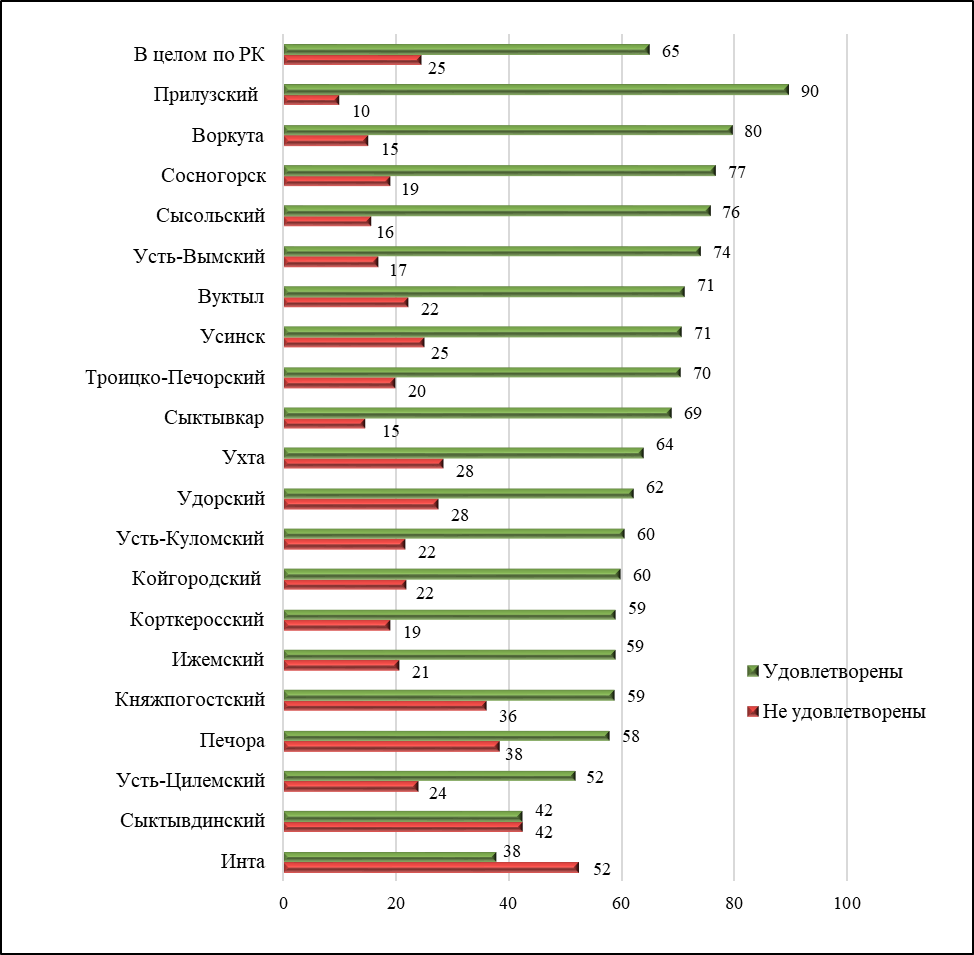 В целом по РК 65
25
Прилузский 90
10
Воркута 80
15
Сосногорск 77
19
Сысольский 76
16
Усть-Вымский 74
17
Вуктыл 71
22
Усинск 71
25
Троицко-Печорский 70
20
Сыктывкар 69
15
Ухта 64
28
Удорский 62
28
Усть-Куломский 60
22
Койгородский 60
22
Корткеросский 59
19
Ижемский 59
21
Княжпогостский 59
36
Печора 58
38
Усть-Цилемский 52
24
Сыктывдинский 42
42
Инта 38
52
Удовлетворены
Не удовлетворены
0 20 40 60 80 100